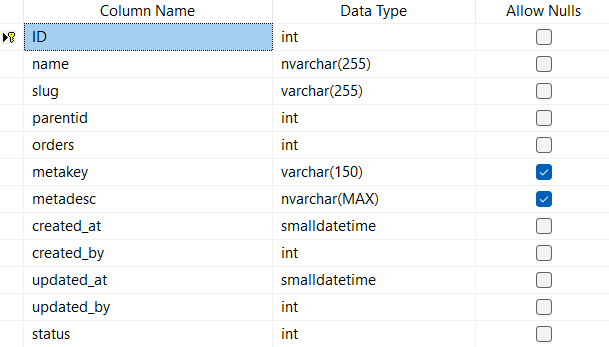 Column Name Data Type Allow Nulls
ID int
name nvarchar(255)
slug varchar(255)
parentid int
orders int
metakey varchar(150)
metadesc nvarchar(MAX)
created_at smalldatetime
created_by int
updated_at smalldatetime
updated_by int
status int